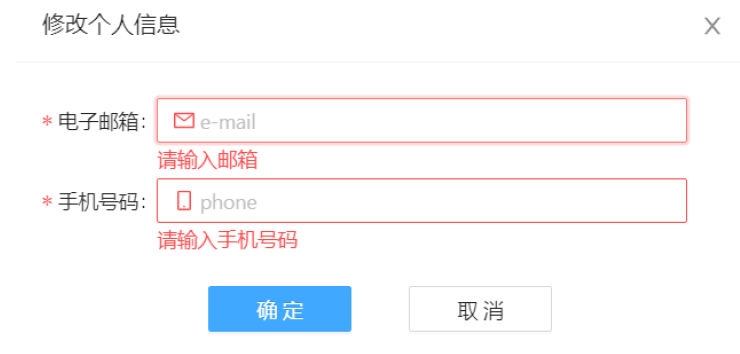 修改个人信息
* 电子邮箱: e-mail
请输入邮箱
* 手机号码: phone
请输入手机号码
确定 取消